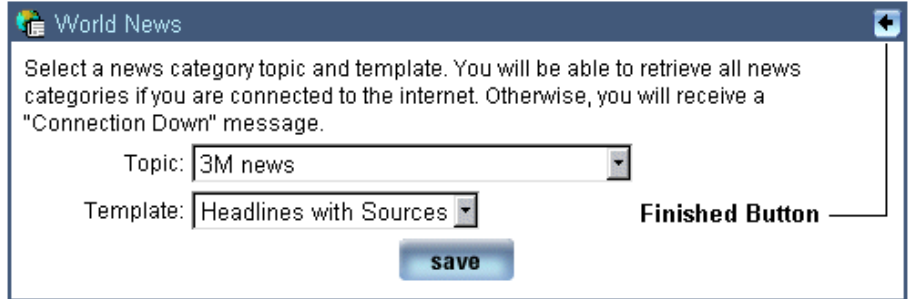 World News
Select a news category topic and template. You will be able to retrieve all news
categories if you are connected to the internet. Otherwise, you will receive a
"Connection Down" message.
Topic: 3M news
Template: Headlines with Sources
Finished Button
save